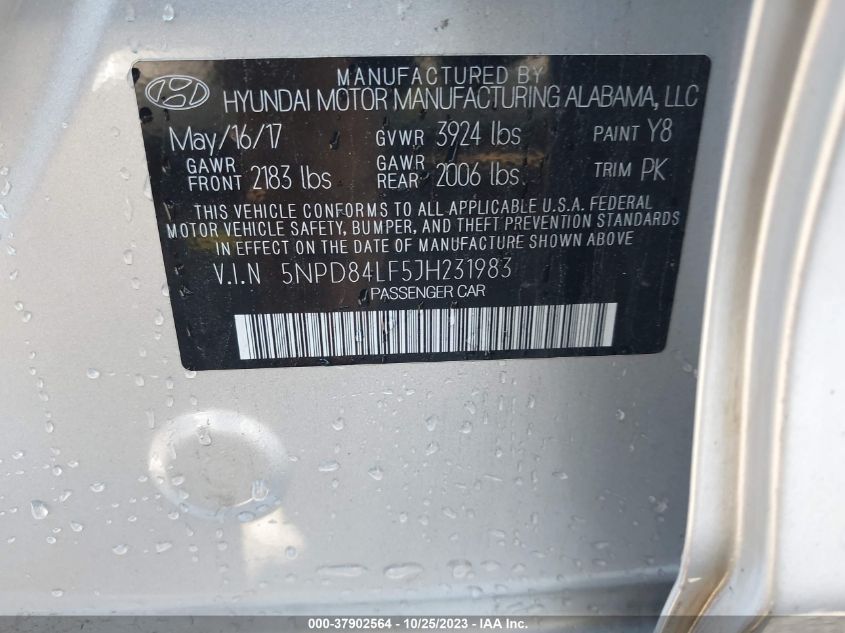 MANUFACTURED BY
HYUNDAI MOTOR MANUFACTURING ALABAMA, LLC
May/16/17 GVWR 3924 lbs PAINT Y8
GAWR FRONT 2183 lbs GAWR REAR 2006 lbs. TRIM PK
THIS VEHICLE CONFORMS TO ALL APPLICABLE U.S.A. FEDERAL
MOTOR VEHICLE SAFETY, BUMPER, AND THEFT PREVENTION STANDARDS
IN EFFECT ON THE DATE OF MANUFACTURE SHOWN ABOVE
V.I.N 5NPD84LF5JH231983
PASSENGER CAR
000-37902564 - 10/25/2023 - IAA Inc.